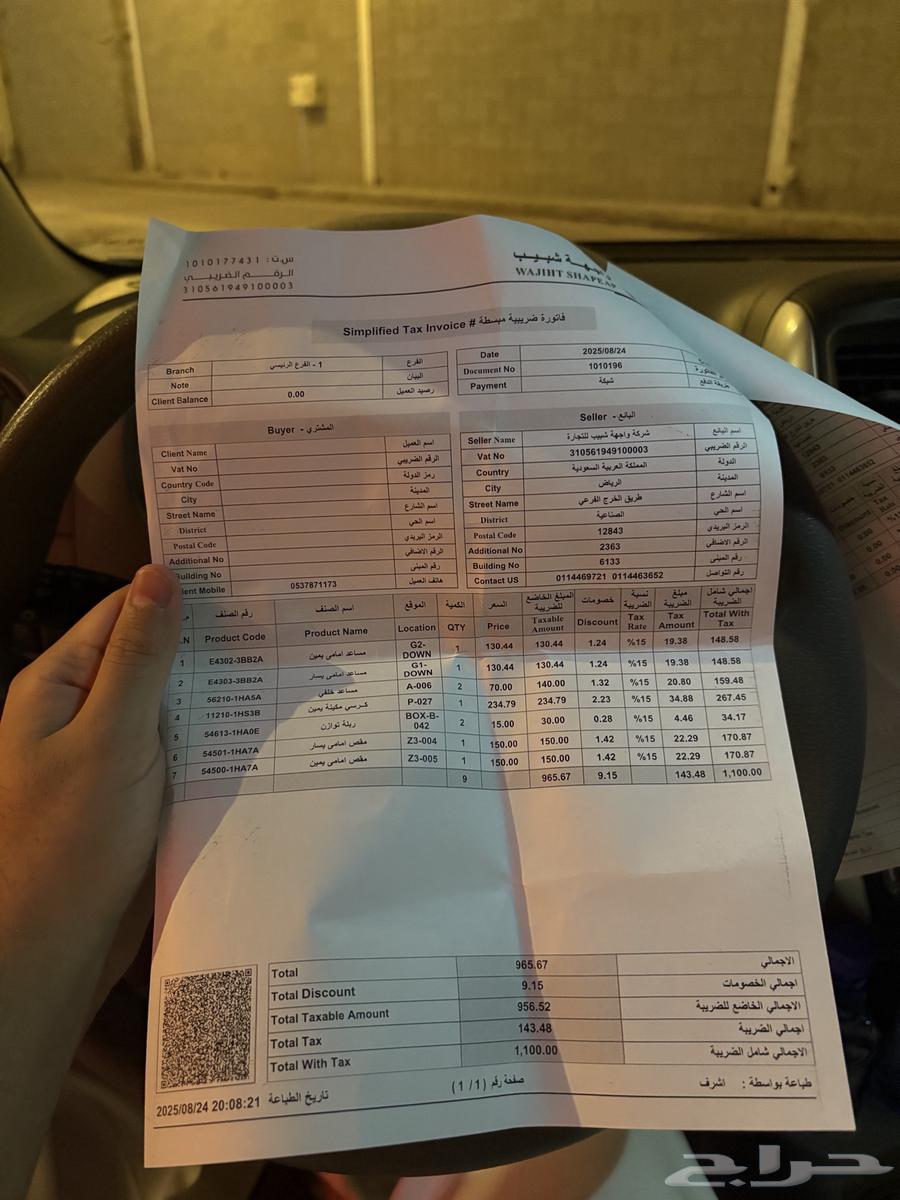 س.ت: 1010177431
الرقم الضريبي
310561949100003
واجهة شبيب
WAJIHT SHAPEAP
Simplified Tax Invoice # فاتورة ضريبية مبسطة
Branch 1 - الفرع الرئيسي الفرع
Note البيان
Client Balance 0.00 رصيد العميل
Date 2025/08/24
Document No 1010196
Payment شبكة طريقة الدفع
Buyer - المشتري
Client Name اسم العميل
Vat No الرقم الضريبي
Country Code رمز الدولة
City المدينة
Street Name اسم الشارع
District اسم الحي
Postal Code الرمز البريدي
Additional No الرقم الاضافي
Building No رقم المبنى
ient Mobile 0537871173 هاتف العميل
Seller - البائع
Seller Name شركة واجهة شبيب للتجارة اسم البائع
Vat No 310561949100003 الرقم الضريبي
Country المملكة العربية السعودية الدولة
City الرياض المدينة
Street Name طريق الخرج الفرعي اسم الشارع
District الصناعية اسم الحي
Postal Code 12843 الرمز البريدي
Additional No 2363 الرقم الاضافي
Building No 6133 رقم المبنى
Contact US 0114469721 0114463652 رقم التواصل
م. رقم الصنف اسم الصنف الموقع الكمية السعر المبلغ الخاضع للضريبة خصومات نسبة الضريبة مبلغ الضريبة اجمالي شامل الضريبة
.N Product Code Product Name Location QTY Price Taxable Amount Discount Tax Rate Tax Amount Total With Tax
1 E4302-3BB2A مساعد امامى يمين G2-DOWN 1 130.44 130.44 1.24 %15 19.38 148.58
2 E4303-3BB2A مساعد امامى يسار G1-DOWN 1 130.44 130.44 1.24 %15 19.38 148.58
3 56210-1HA5A مساعد خلفي A-006 2 70.00 140.00 1.32 %15 20.80 159.48
4 11210-1HS3B كرسي مكينة يمين P-027 1 234.79 234.79 2.23 %15 34.88 267.45
5 54613-1HA0E ربلة توازن BOX-B-042 2 15.00 30.00 0.28 %15 4.46 34.17
6 54501-1HA7A مقص امامى يسار Z3-004 1 150.00 150.00 1.42 %15 22.29 170.87
7 54500-1HA7A مقص امامى يمين Z3-005 1 150.00 150.00 1.42 %15 22.29 170.87
9 965.67 9.15 143.48 1,100.00
Total 965.67 الاجمالي
Total Discount 9.15 اجمالي الخصومات
Total Taxable Amount 956.52 الاجمالي الخاضع للضريبة
Total Tax 143.48 اجمالي الضريبة
Total With Tax 1,100.00 الاجمالي شامل الضريبة
2025/08/24 20:08:21 تاريخ الطباعة صفحة رقم (1 / 1) طباعة بواسطة : اشرف
حراج